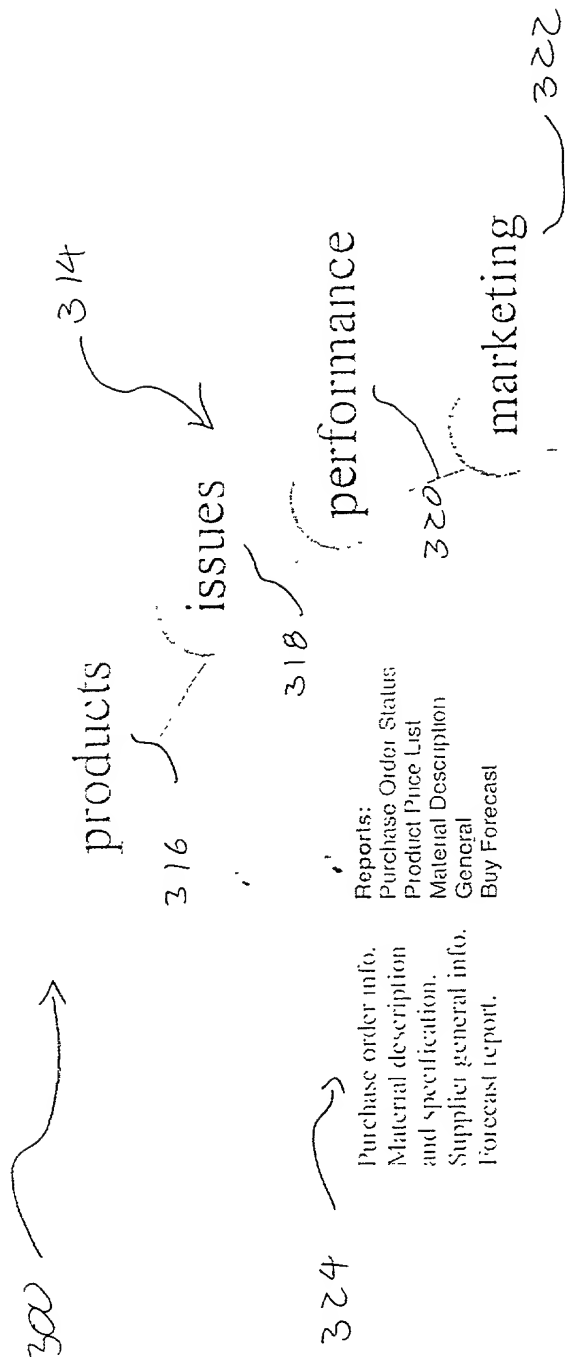 300
products
316
314
issues
318
performance
320
marketing
322
324
Purchase order info.
Material description
and specification.
Supplier general info.
Forecast report.
Reports:
Purchase Order Status
Product Price List
Material Description
General
Buy Forecast